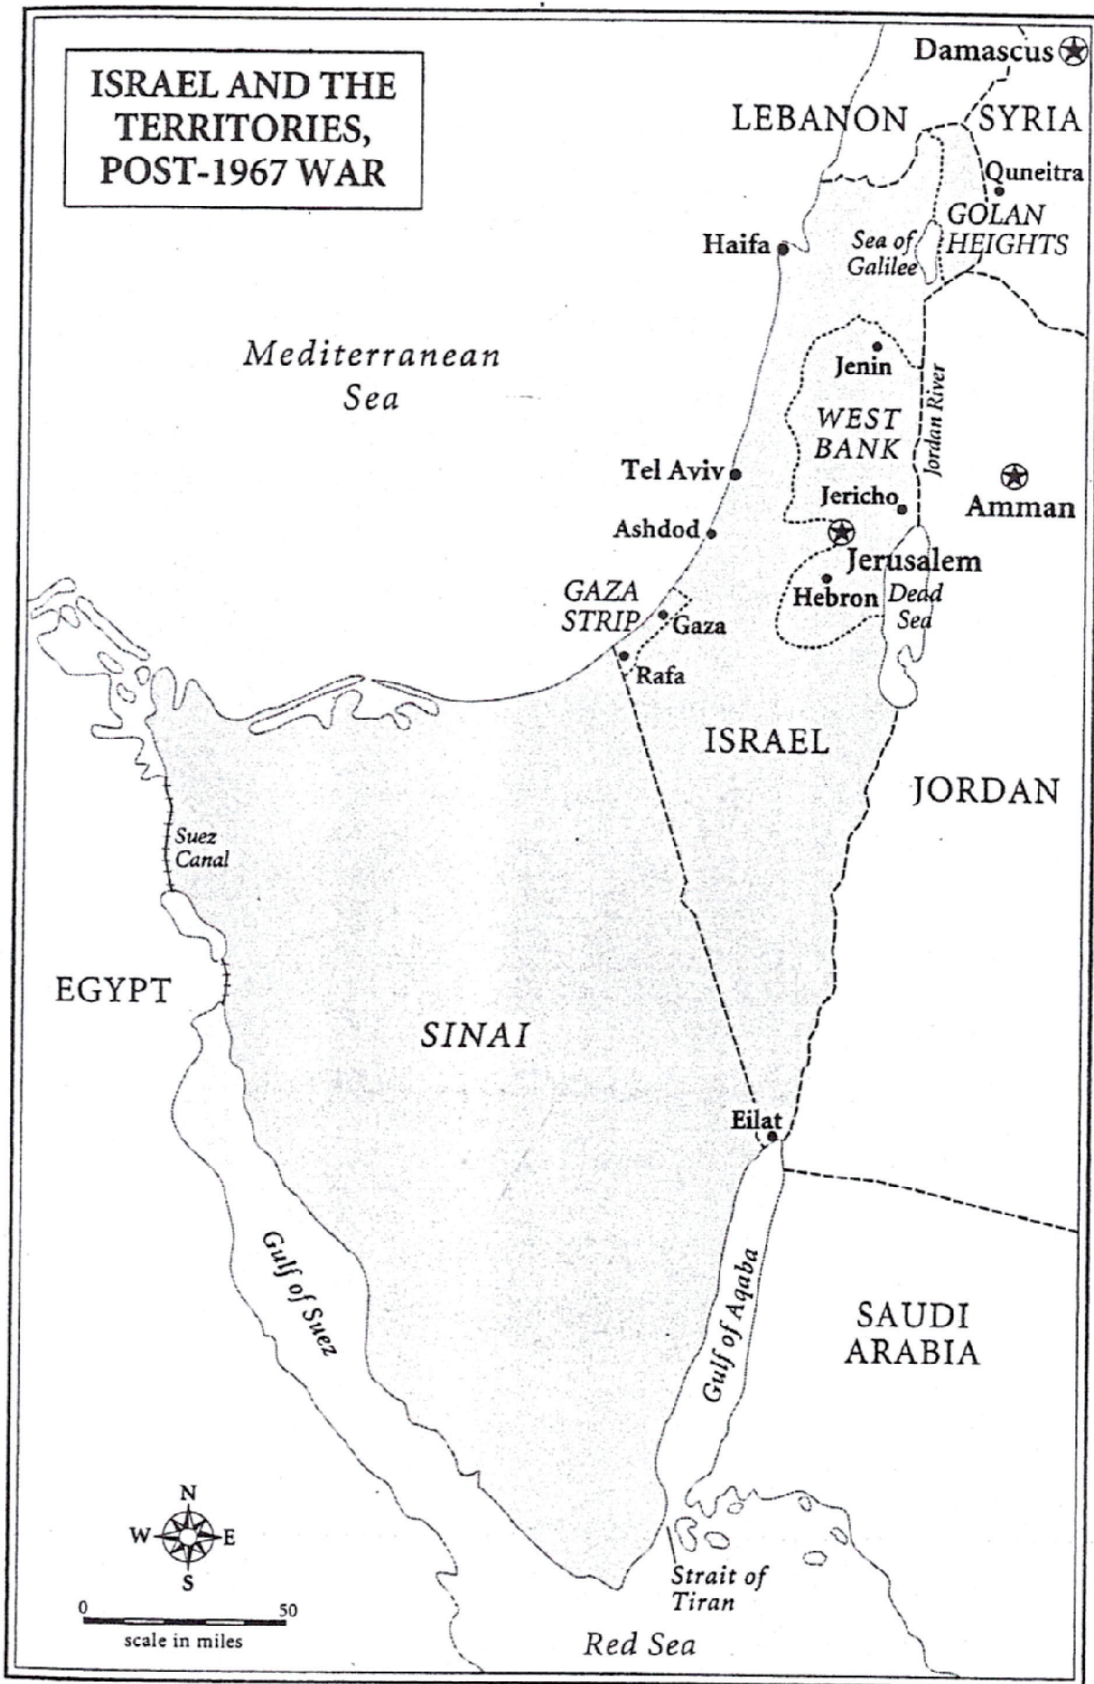 ISRAEL AND THE
TERRITORIES,
POST-1967 WAR
Damascus
LEBANON
SYRIA
Quneitra
GOLAN
HEIGHTS
Haifa
Sea of
Galilee
Mediterranean
Sea
Jenin
WEST
BANK
Jordan River
Tel Aviv
Jericho
Amman
Ashdod
Jerusalem
GAZA
STRIP
Hebron
Dead
Sea
Gaza
Rafa
ISRAEL
JORDAN
Suez
Canal
EGYPT
SINAI
Eilat
Gulf of Suez
Gulf of Aqaba
SAUDI
ARABIA
N
W
E
S
Strait of
Tiran
0
50
scale in miles
Red Sea